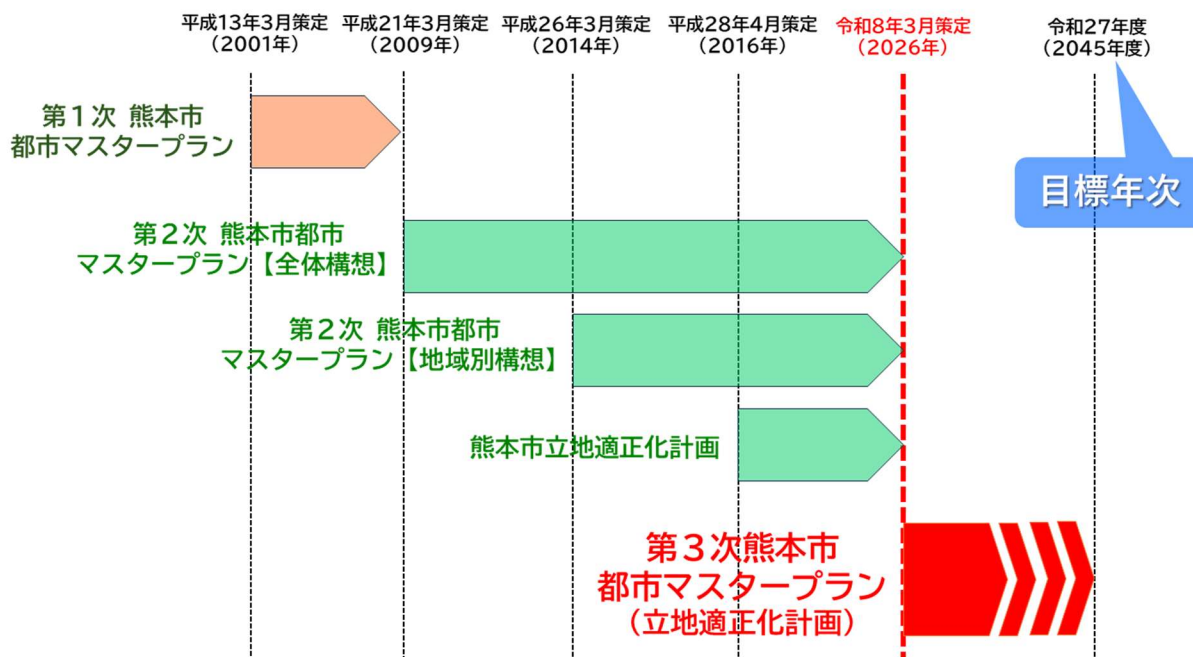 平成13年3月策定
（2001年）
平成21年3月策定
（2009年）
平成26年3月策定
（2014年）
平成28年4月策定
（2016年）
令和8年3月策定
（2026年）
令和27年度
（2045年度）
目標年次
第１次 熊本市
都市マスタープラン
第２次 熊本市都市
マスタープラン【全体構想】
第２次 熊本市都市
マスタープラン【地域別構想】
熊本市立地適正化計画
第３次熊本市
都市マスタープラン
（立地適正化計画）